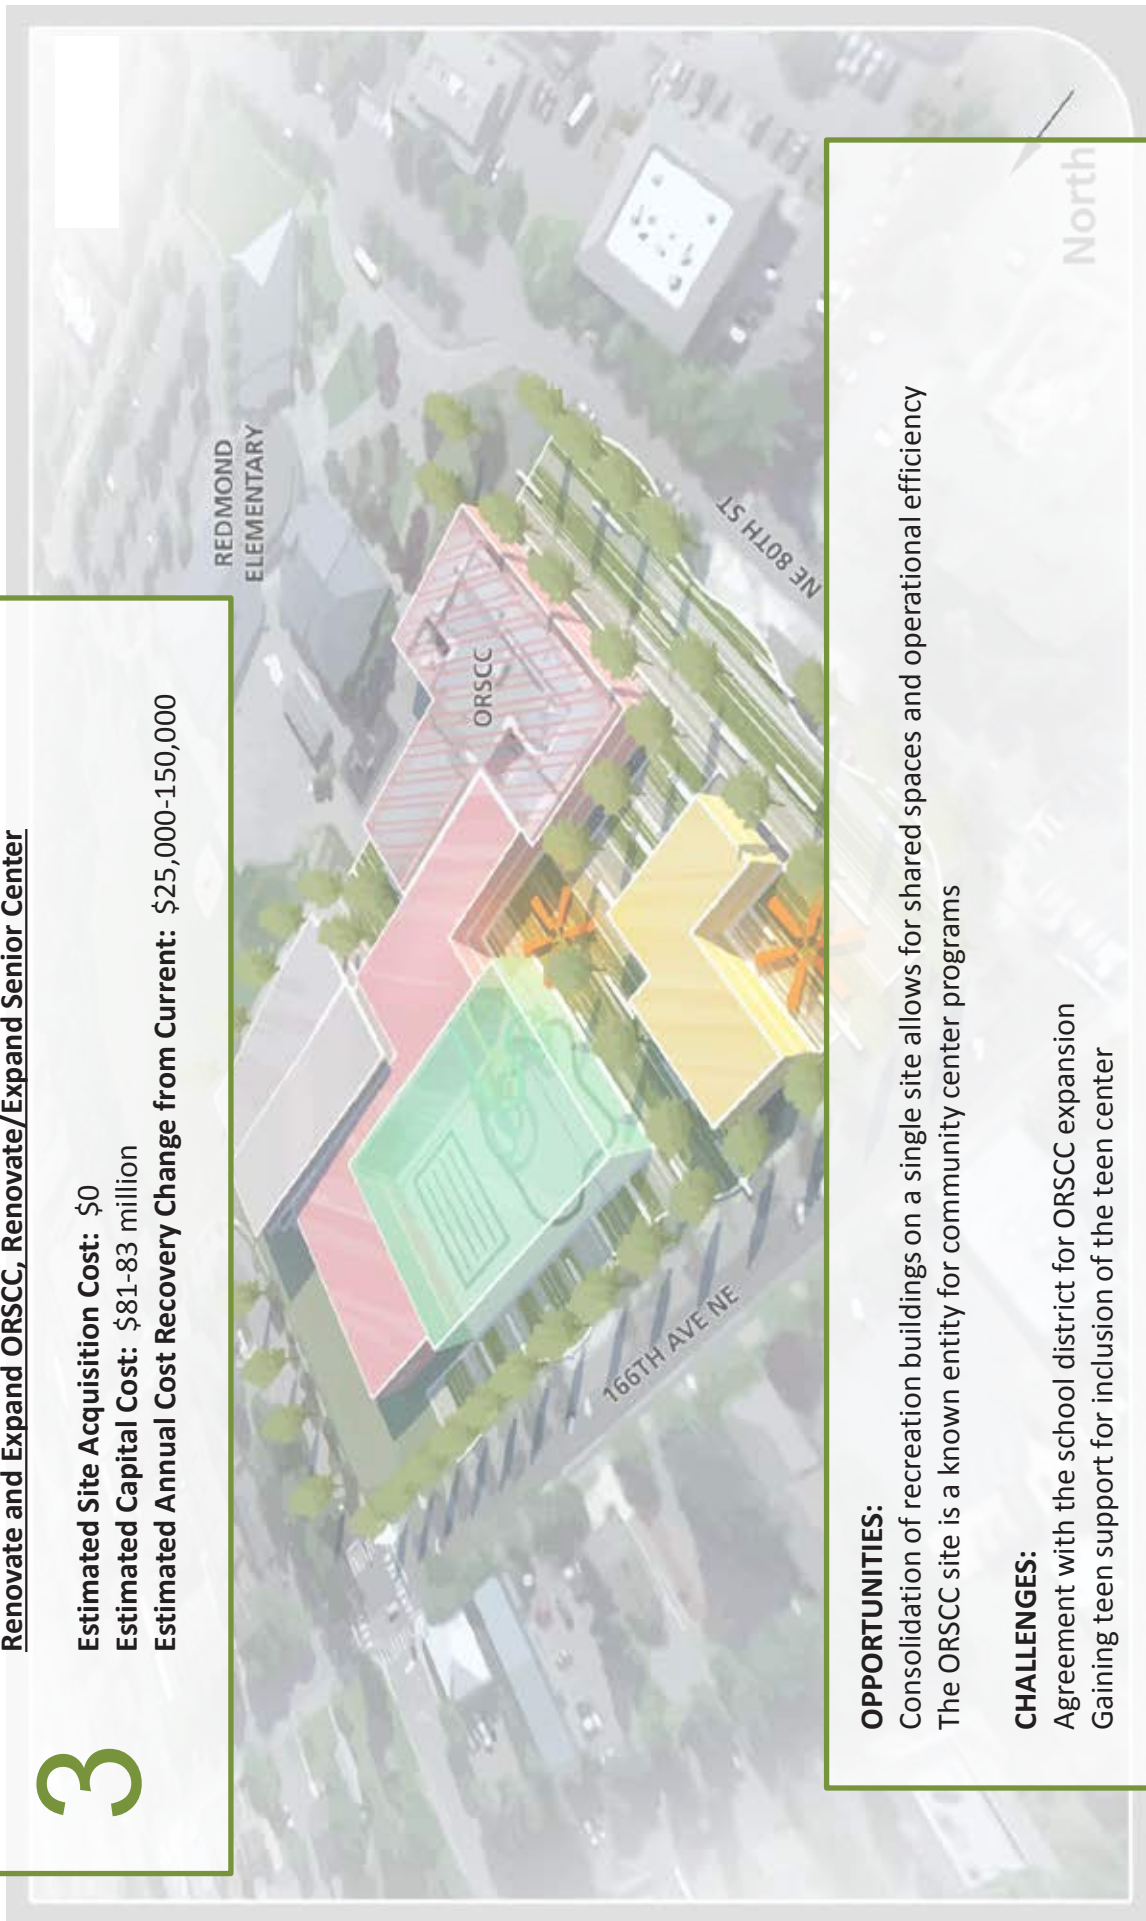 Renovate and Expand ORSCC, Renovate/Expand Senior Center
3
Estimated Site Acquisition Cost: $0
Estimated Capital Cost: $81-83 million
Estimated Annual Cost Recovery Change from Current: $25,000-150,000
REDMOND
ELEMENTARY
ORSCC
NE 80TH ST
166TH AVE NE
North
OPPORTUNITIES:
Consolidation of recreation buildings on a single site allows for shared spaces and operational efficiency
The ORSCC site is a known entity for community center programs
CHALLENGES:
Agreement with the school district for ORSCC expansion
Gaining teen support for inclusion of the teen center